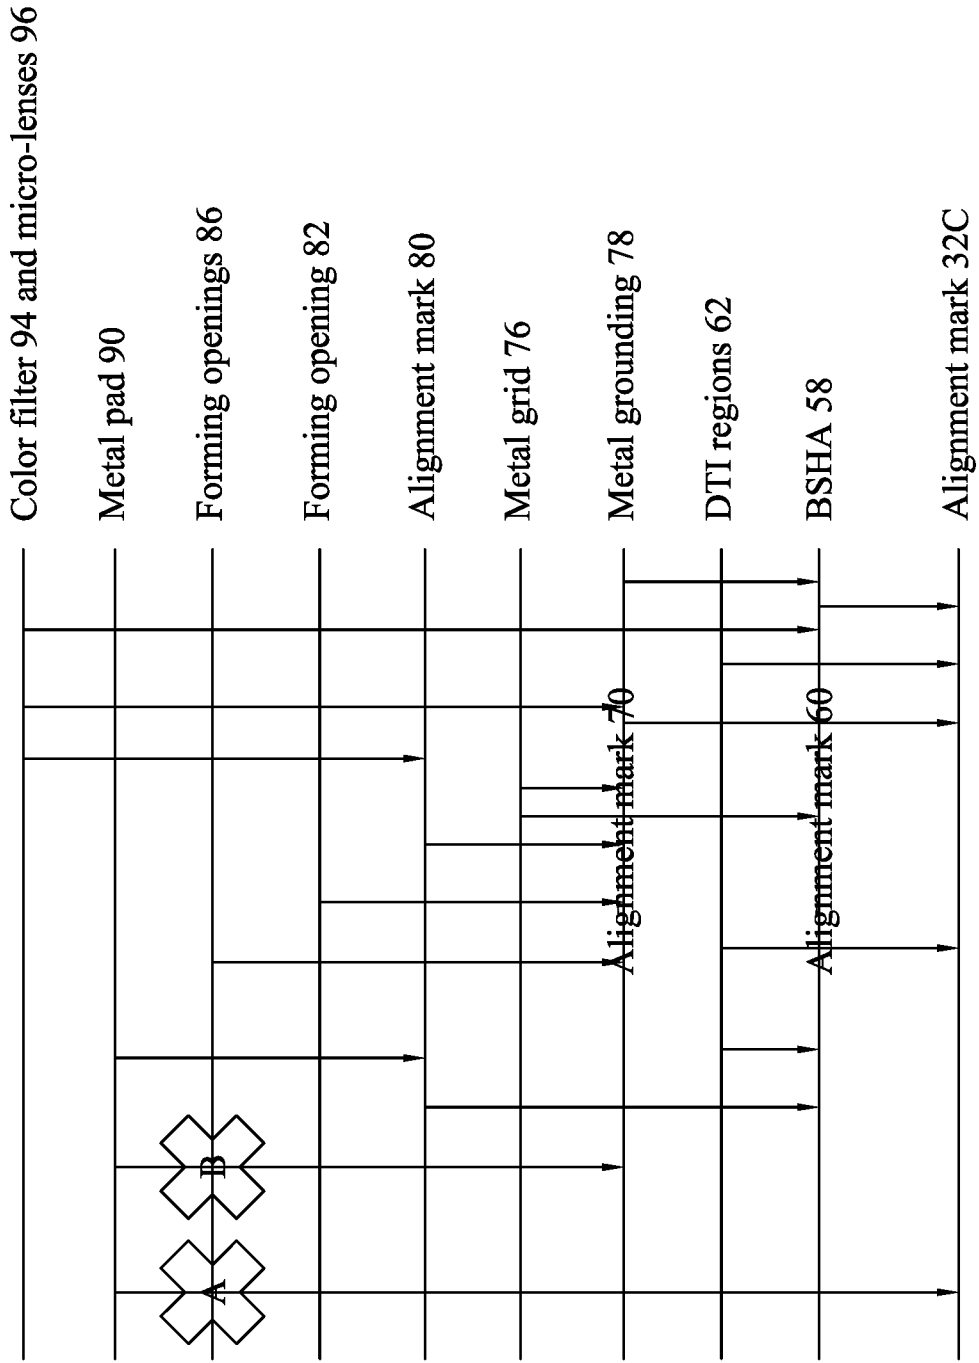 Color filter 94 and micro-lenses 96
Metal pad 90
Forming openings 86
Forming opening 82
Alignment mark 80
Metal grid 76
Metal grounding 78
DTI regions 62
BSHA 58
Alignment mark 32C
Alignment mark 70
Alignment mark 60
B
A